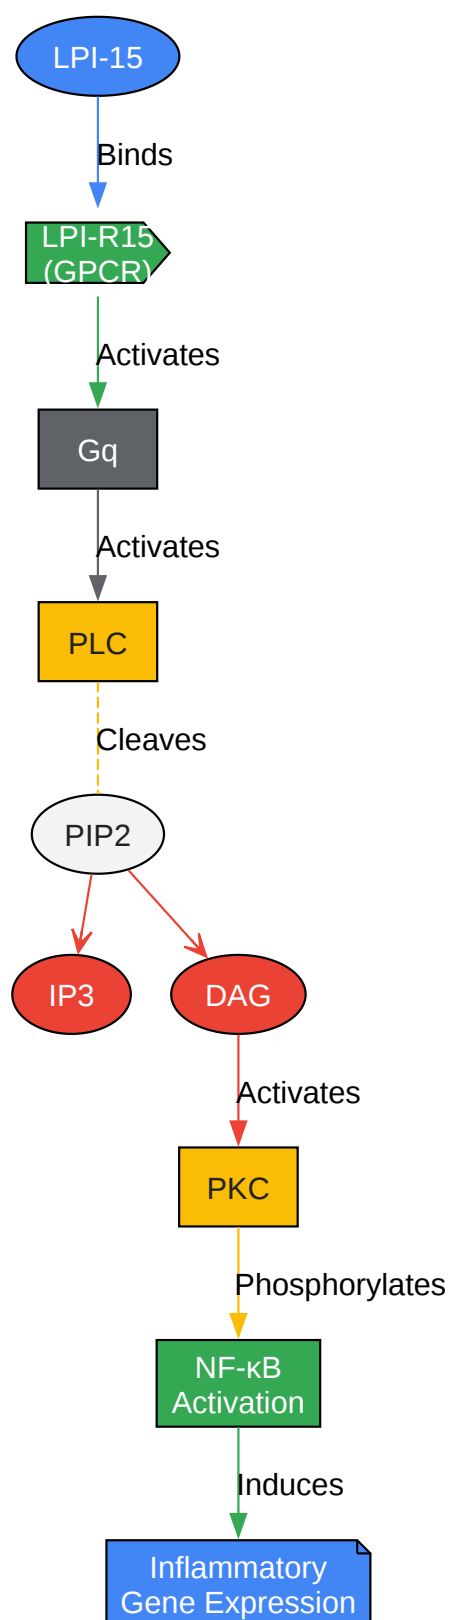 LPI-15
Binds
LPI-R15
(GPCR)
Activates
Gq
Activates
PLC
Cleaves
PIP2
IP3
DAG
Activates
PKC
Phosphorylates
NF-κB
Activation
Induces
Inflammatory
Gene Expression